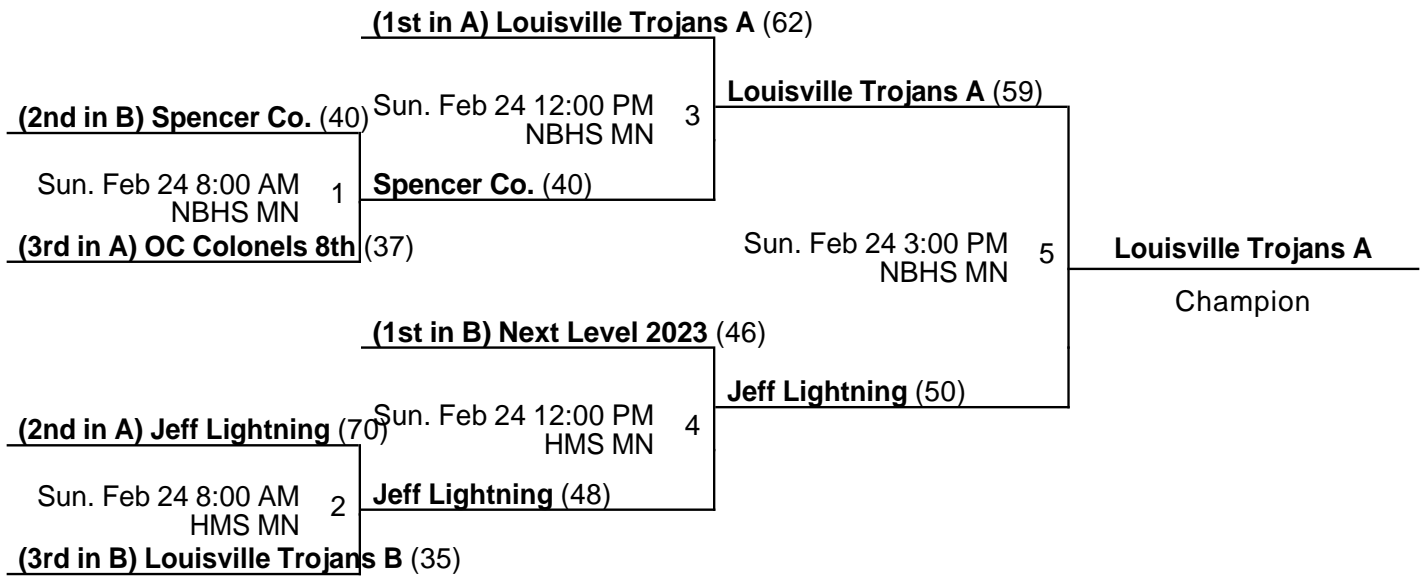 (1st in A) Louisville Trojans A (62)
Louisville Trojans A (59)
(2nd in B) Spencer Co. (40)
Sun. Feb 24 12:00 PM
3
NBHS MN
Sun. Feb 24 8:00 AM
1
NBHS MN
Spencer Co. (40)
(3rd in A) OC Colonels 8th (37)
Sun. Feb 24 3:00 PM
5
NBHS MN
Louisville Trojans A
Champion
(1st in B) Next Level 2023 (46)
Jeff Lightning (50)
(2nd in A) Jeff Lightning (70)
Sun. Feb 24 12:00 PM
4
HMS MN
Sun. Feb 24 8:00 AM
2
HMS MN
Jeff Lightning (48)
(3rd in B) Louisville Trojans B (35)